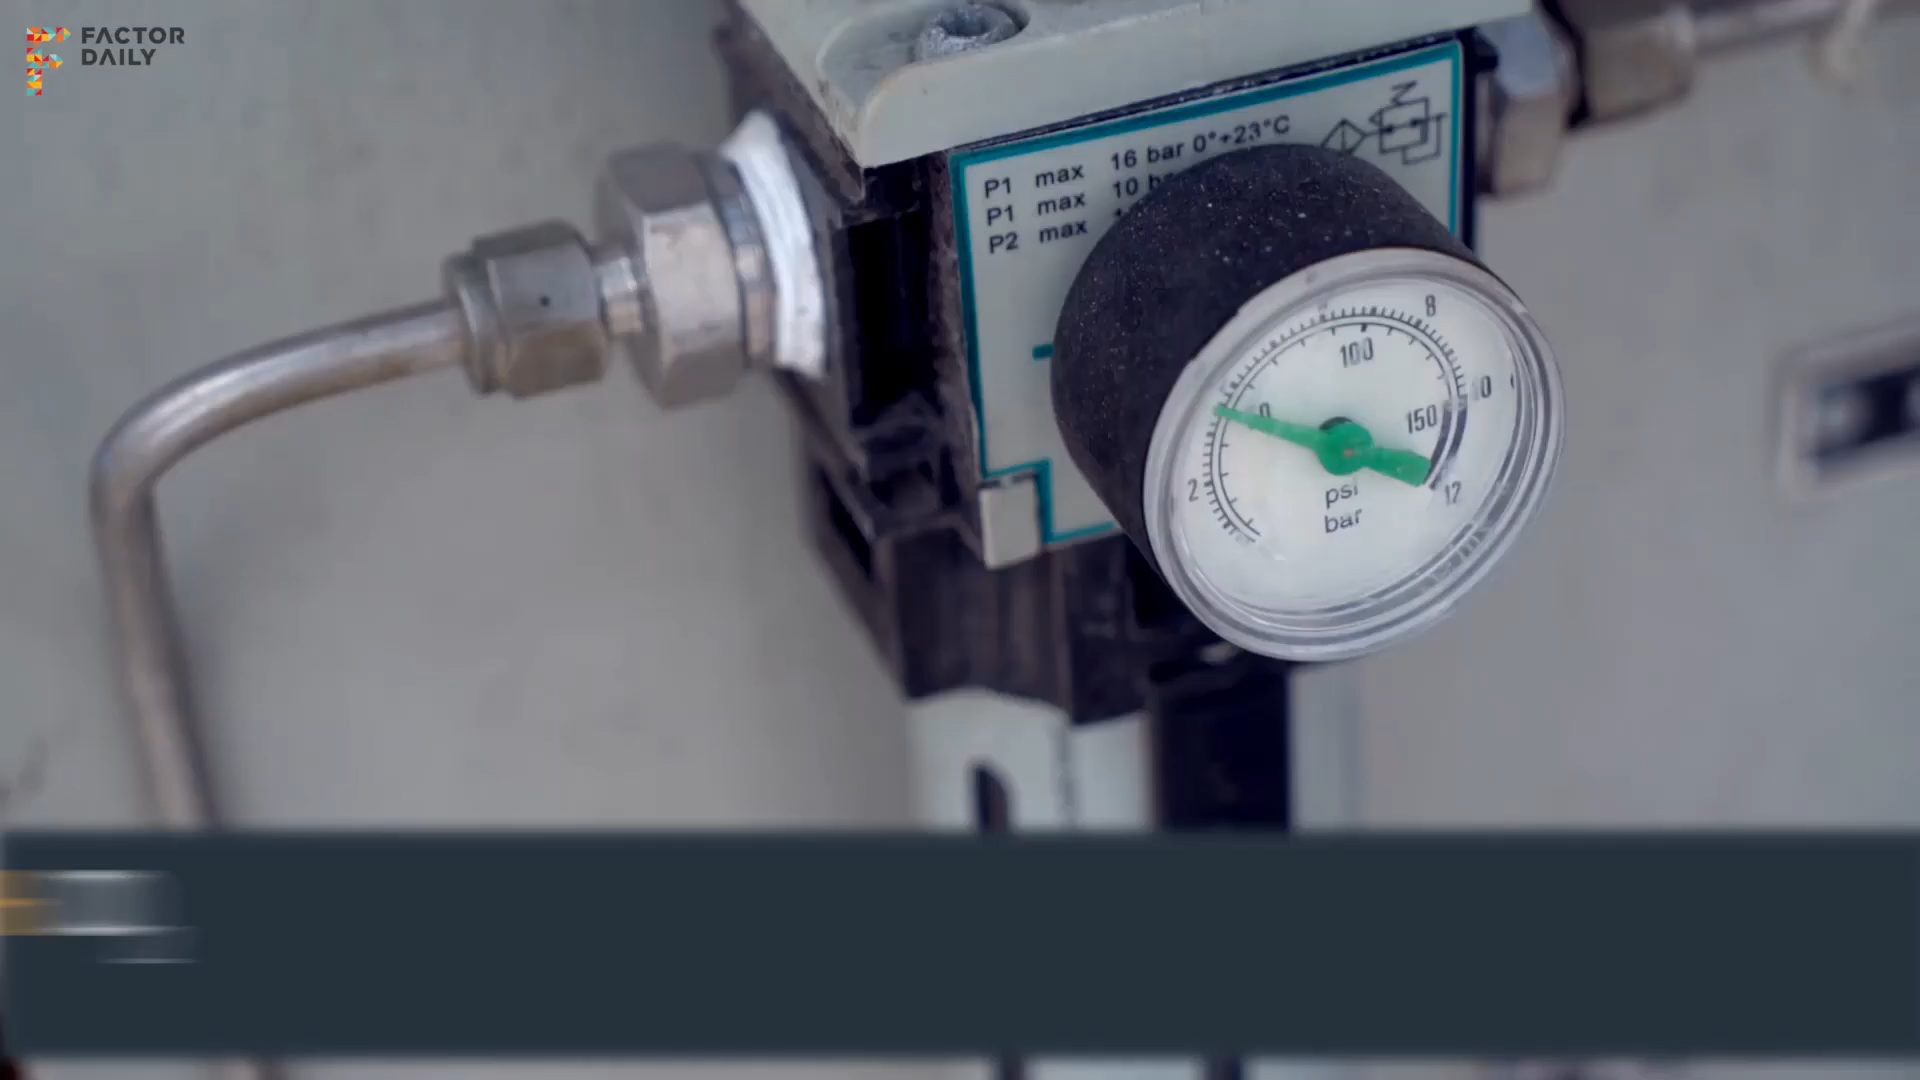 FACTOR
DAILY
P1 max 16 bar 0°+23°C
P1 max 10
P2 max
8
100
10
150
2
12
psi
bar